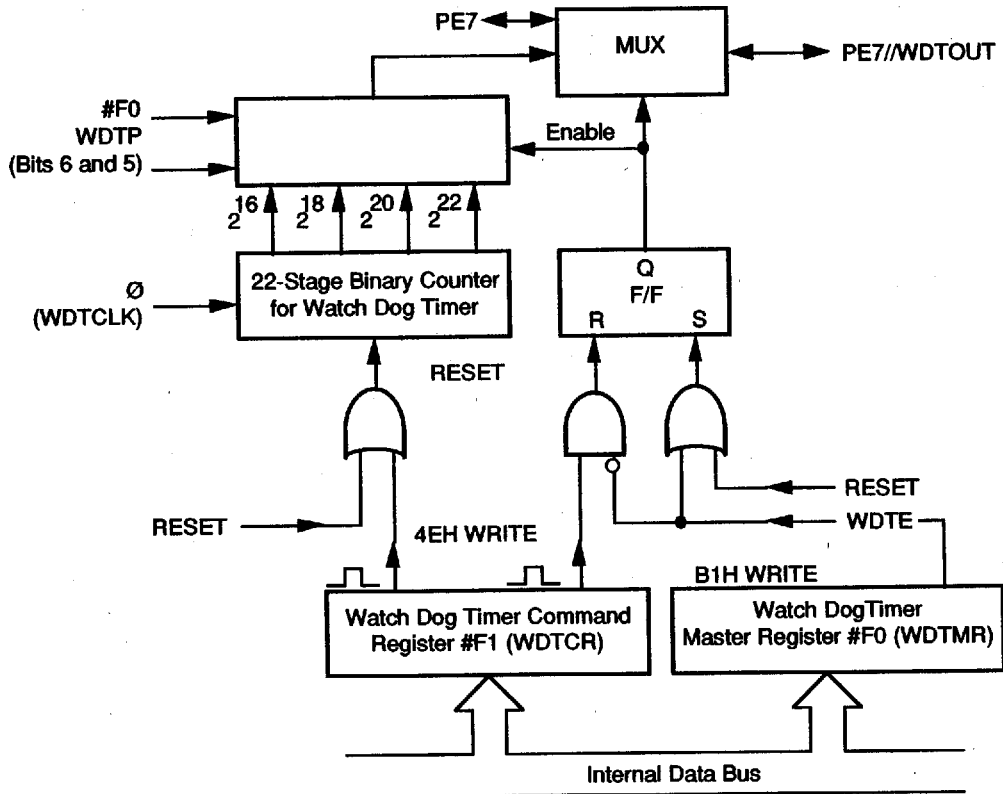 PE7
MUX
PE7//WDTOUT
#F0
WDTP
(Bits 6 and 5)
Enable
2^16 2^18 2^20 2^22
22-Stage Binary Counter
for Watch Dog Timer
Ø
(WDTCLK)
Q
F/F
R S
RESET
RESET
RESET
WDTE
4EH WRITE
B1H WRITE
Watch Dog Timer Command
Register #F1 (WDTCR)
Watch DogTimer
Master Register #F0 (WDTMR)
Internal Data Bus